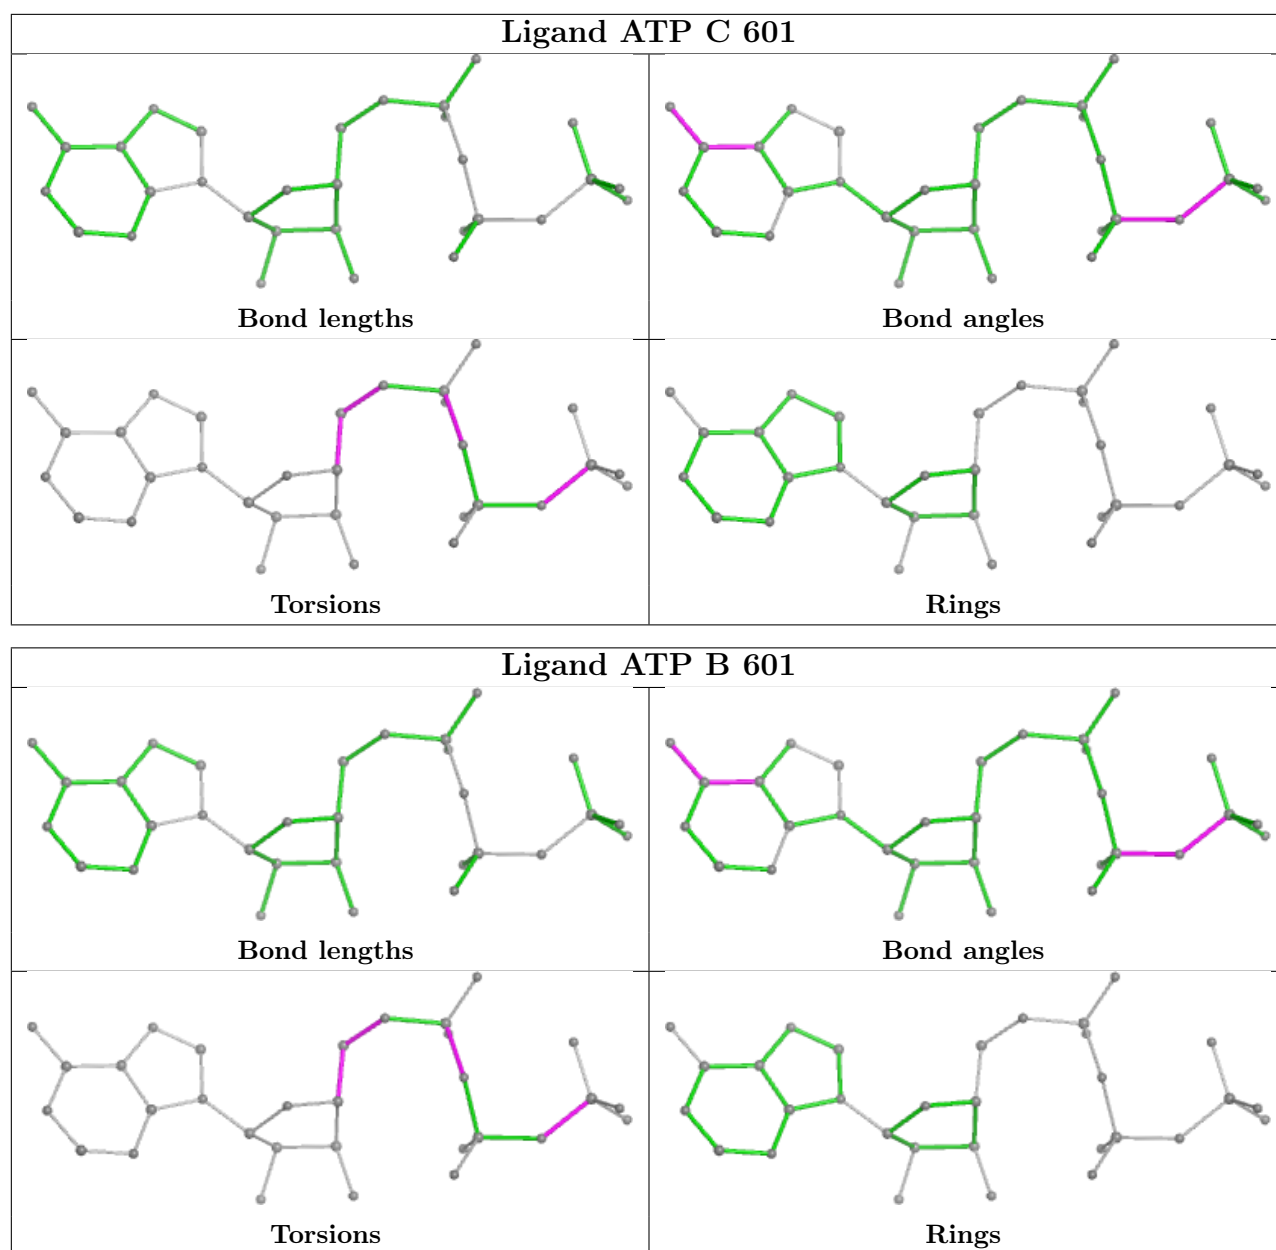 Ligand ATP C 601
Bond lengths
Bond angles
Torsions
Rings
Ligand ATP B 601
Bond lengths
Bond angles
Torsions
Rings